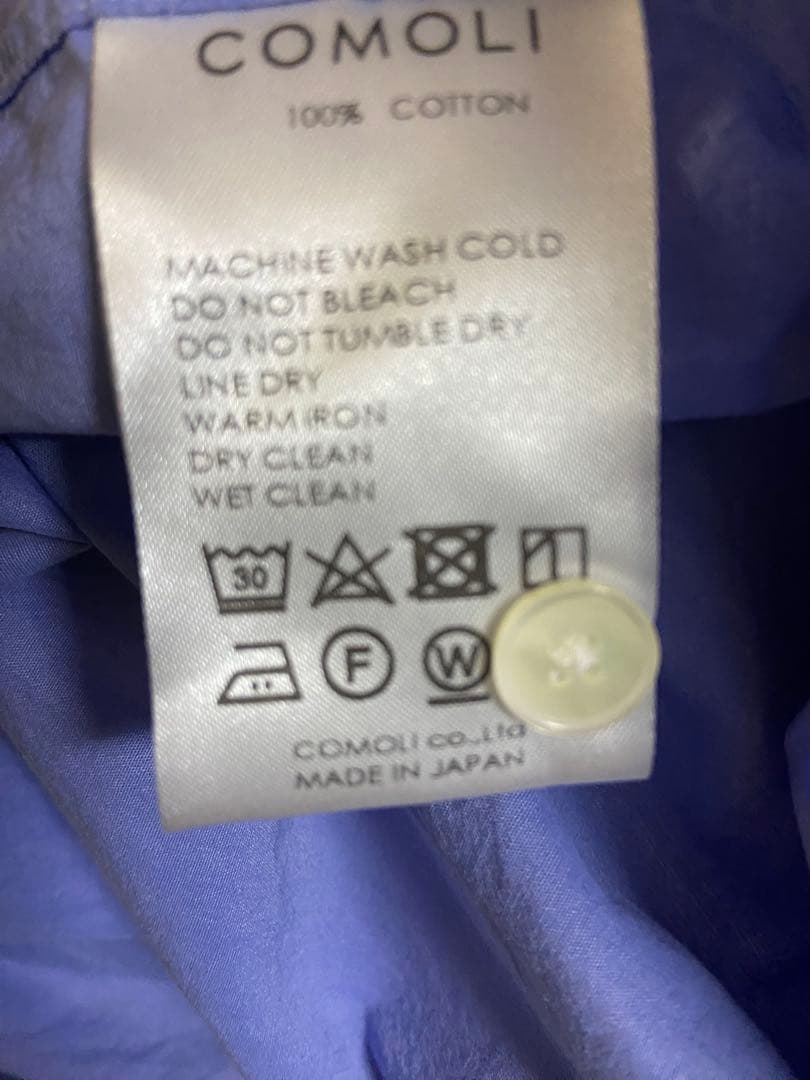 COMOLI
100% COTTON
MACHINE WASH COLD
DO NOT BLEACH
DO NOT TUMBLE DRY
LINE DRY
WARM IRON
DRY CLEAN
WET CLEAN
30
F W
COMOLI co.,Ltd
MADE IN JAPAN